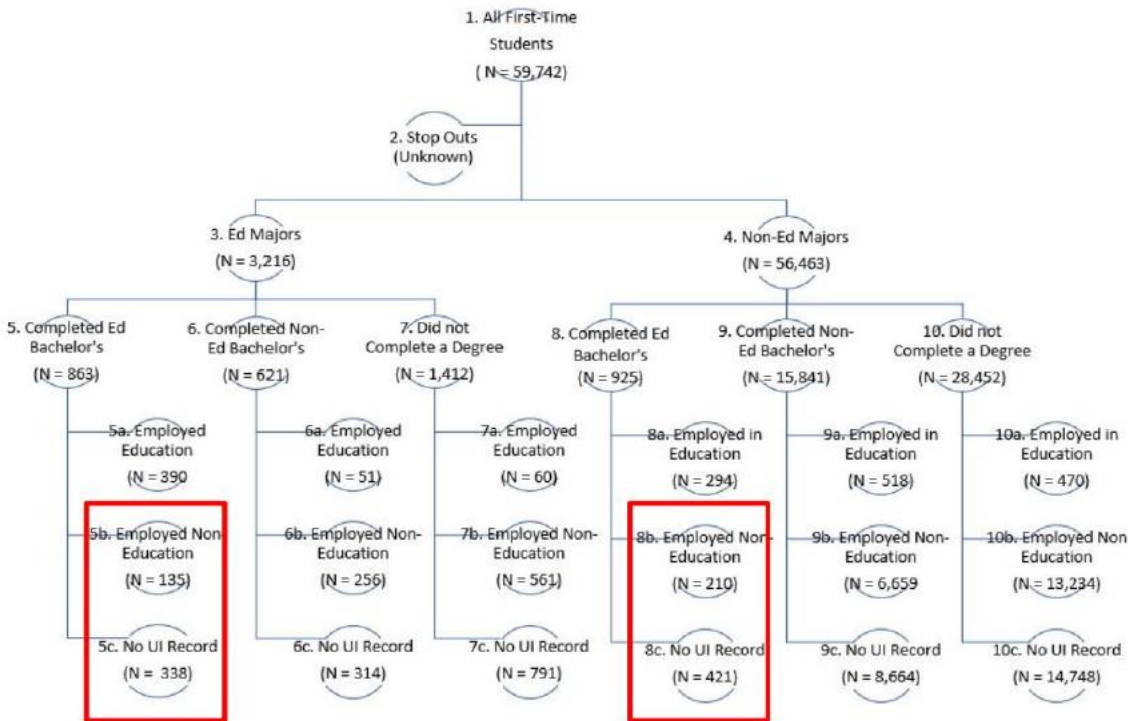 1. All First-Time
Students
( N = 59,742)
2. Stop Outs
(Unknown)
3. Ed Majors
(N = 3,216)
4. Non-Ed Majors
(N = 56,463)
5. Completed Ed
Bachelor's
(N = 863)
6. Completed Non-
Ed Bachelor's
(N = 621)
7. Did not
Complete a Degree
(N = 1,412)
8. Completed Ed
Bachelor's
(N = 925)
9. Completed Non-
Ed Bachelor's
(N = 15,841)
10. Did not
Complete a Degree
(N = 28,452)
5a. Employed
Education
(N = 390
6a. Employed
Education
(N = 51)
7a. Employed
Education
(N = 60)
8a. Employed in
Education
(N = 294)
9a. Employed in
Education
(N = 518)
10a. Employed in
Education
(N = 470)
5b. Employed Non-
Education
(N = 135)
6b. Employed Non-
Education
(N = 256)
7b. Employed Non-
Education
(N = 561)
8b. Employed Non-
Education
(N = 210)
9b. Employed Non-
Education
(N = 6,659
10b. Employed Non
Education
(N = 13,234)
5c. No UI Record
(N = 338)
6c. No UI Record
(N = 314)
7c. No UI Record
(N = 791)
8c. No UI Record
(N = 421)
9c. No UI Record
(N = 8,664)
10c. No UI Record
(N = 14,748)